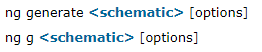 ng generate <schematic> [options]
ng g <schematic> [options]